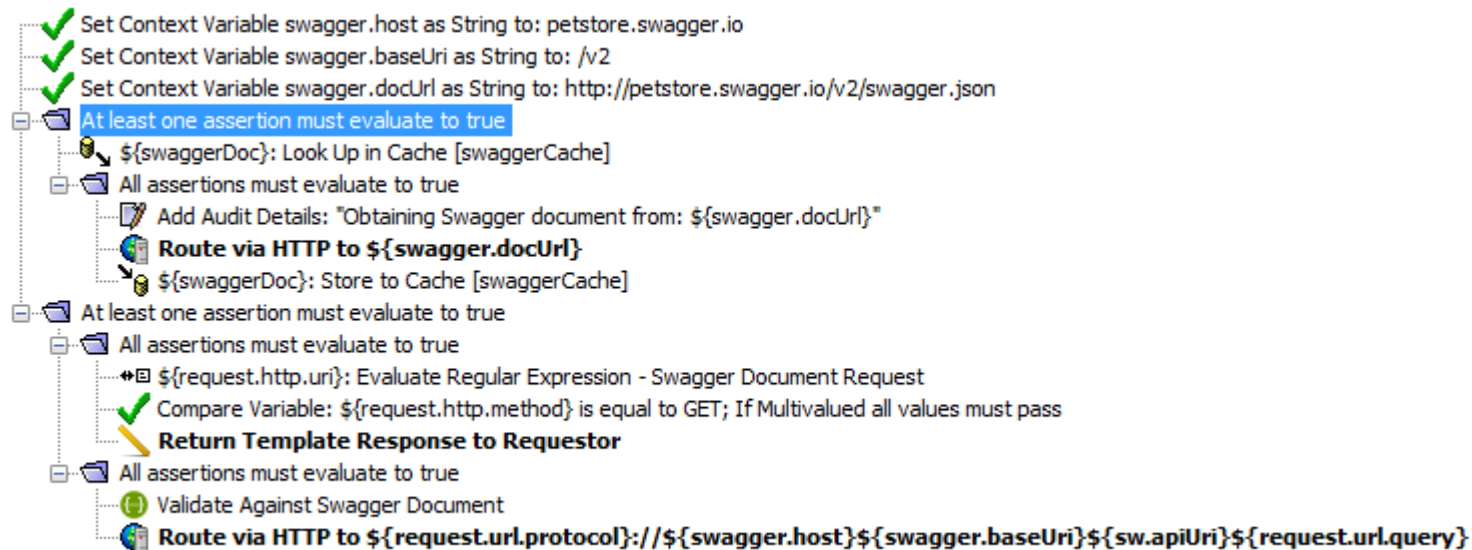 Set Context Variable swagger.host as String to: petstore.swagger.io
Set Context Variable swagger.baseUri as String to: /v2
Set Context Variable swagger.docUrl as String to: http://petstore.swagger.io/v2/swagger.json
At least one assertion must evaluate to true
${swaggerDoc}: Look Up in Cache [swaggerCache]
All assertions must evaluate to true
Add Audit Details: "Obtaining Swagger document from: ${swagger.docUrl}"
Route via HTTP to ${swagger.docUrl}
${swaggerDoc}: Store to Cache [swaggerCache]
At least one assertion must evaluate to true
All assertions must evaluate to true
${request.http.uri}: Evaluate Regular Expression - Swagger Document Request
Compare Variable: ${request.http.method} is equal to GET; If Multivalued all values must pass
Return Template Response to Requestor
All assertions must evaluate to true
Validate Against Swagger Document
Route via HTTP to ${request.url.protocol}://${swagger.host}${swagger.baseUri}${sw.apiUri}${request.url.query}